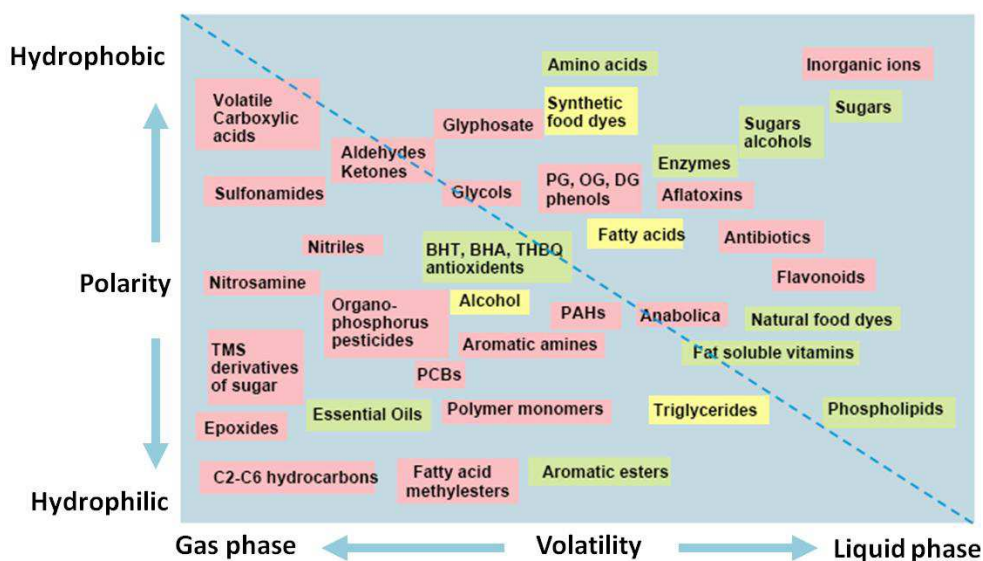 Hydrophobic
Amino acids
Inorganic ions
Volatile
Carboxylic
acids
Synthetic
food dyes
Sugars
Glyphosate
Sugars
alcohols
Aldehydes
Ketones
Enzymes
Sulfonamides
Glycols
PG, OG, DG
phenols
Aflatoxins
Nitriles
BHT, BHA, THBQ
antioxidents
Fatty acids
Antibiotics
Polarity
Nitrosamine
Flavonoids
Organo-
phosphorus
pesticides
Alcohol
PAHs
Anabolica
Natural food dyes
TMS
derivatives
of sugar
Aromatic amines
Fat soluble vitamins
PCBs
Epoxides
Essential Oils
Polymer monomers
Triglycerides
Phospholipids
C2-C6 hydrocarbons
Fatty acid
methylesters
Aromatic esters
Hydrophilic
Gas phase
Volatility
Liquid phase